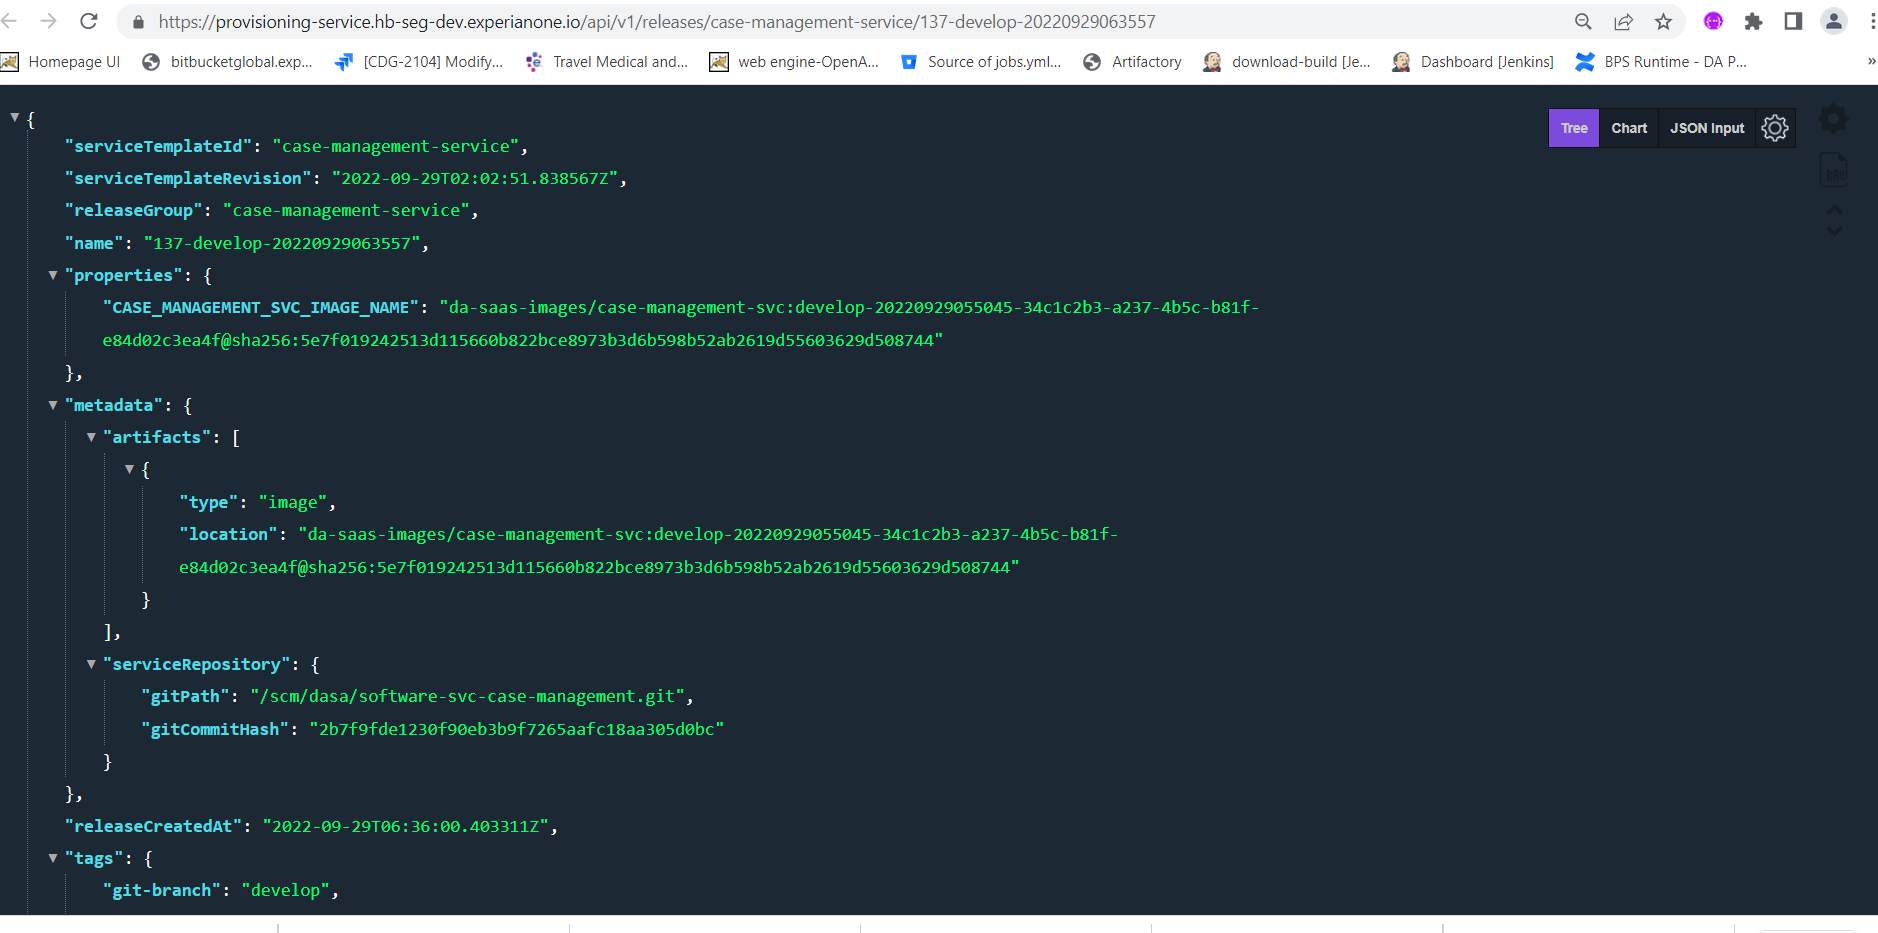 https://provisioning-service.hb-seg-dev.experianone.io/api/v1/releases/case-management-service/137-develop-20220929063557
Homepage UI bitbucketglobal.exp... [CDG-2104] Modify,... Travel Medical and... web engine-OpenA... Source of jobs.yml... Artifactory download-build [Je... Dashboard [Jenkins] BPS Runtime - DA P... »
{
Tree Chart JSON Input
"serviceTemplateId": "case-management-service",
"serviceTemplateRevision": "2022-09-29T02:02:51.838567Z",
"releaseGroup": "case-management-service",
"name": "137-develop-20220929063557",
"properties": {
"CASE_MANAGEMENT_SVC_IMAGE_NAME": "da-saas-images/case-management-svc:develop-20220929055045-34c1c2b3-a237-4b5c-b81f-
e84d02c3ea4f@sha256:5e7f019242513d115660b822bce8973b3d6b598b52ab2619d55603629d508744"
},
"metadata": {
"artifacts": [
{
"type": "image",
"location": "da-saas-images/case-management-svc:develop-20220929055045-34c1c2b3-a237-4b5c-b81f-
e84d02c3ea4f@sha256:5e7f019242513d115660b822bce8973b3d6b598b52ab2619d55603629d508744"
}
],
"serviceRepository": {
"gitPath": "/scm/dasa/software-svc-case-management.git",
"gitCommitHash": "2b7f9fde1230f90eb3b9f7265aafc18aa305d0bc"
}
},
"releaseCreatedAt": "2022-09-29T06:36:00.403311Z",
"tags": {
"git-branch": "develop",